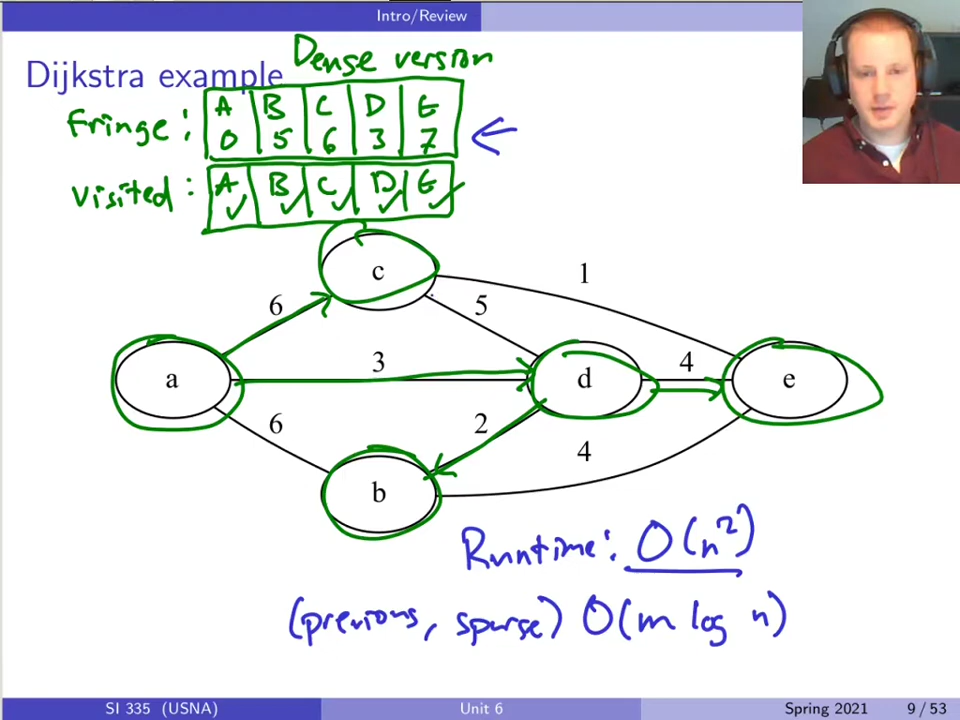 Intro/Review
Dijkstra example
Dense version
Fringe: A B C D E
0 5 6 3 7
Visited: A B C D E
c
1
6
5
a
3
d
4
e
6
2
4
b
Runtime: O(n²)
(previous, sparse) O(m log n)
SI 335 (USNA) Unit 6 Spring 2021 9 / 53